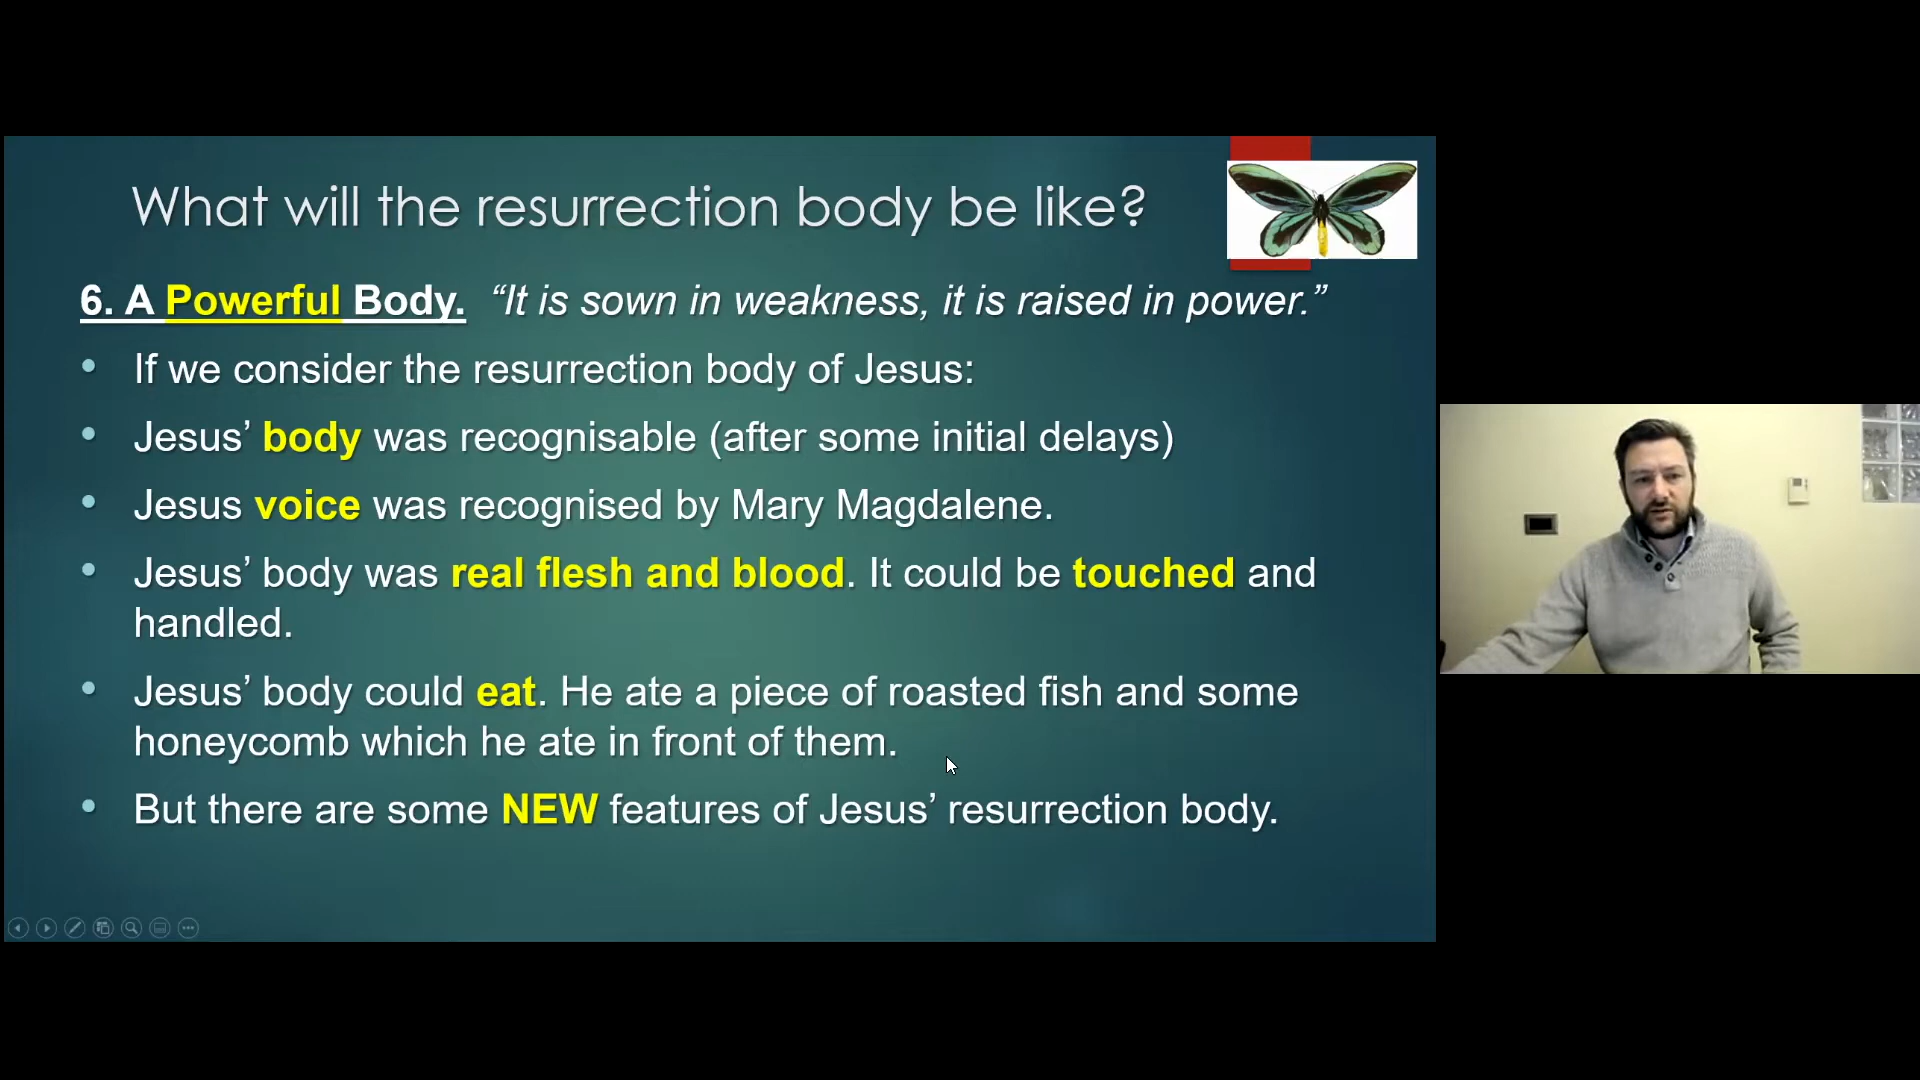 What will the resurrection body be like?
6. A Powerful Body. “It is sown in weakness, it is raised in power.”
• If we consider the resurrection body of Jesus:
• Jesus’ body was recognisable (after some initial delays)
• Jesus voice was recognised by Mary Magdalene.
• Jesus’ body was real flesh and blood. It could be touched and
handled.
• Jesus’ body could eat. He ate a piece of roasted fish and some
honeycomb which he ate in front of them.
• But there are some NEW features of Jesus’ resurrection body.